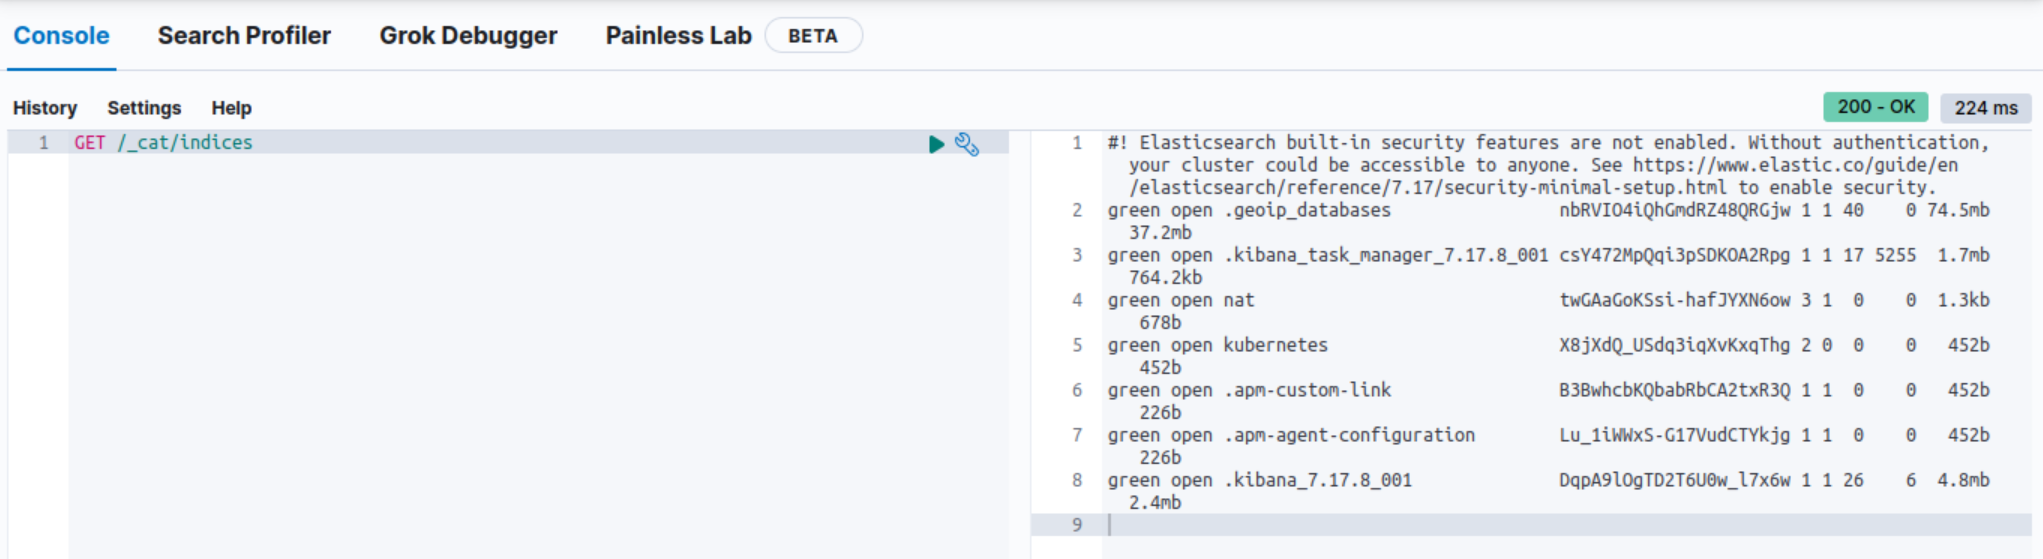 Console Search Profiler Grok Debugger Painless Lab BETA
History Settings Help 200 - OK 224 ms
1 GET /_cat/indices
1 #! Elasticsearch built-in security features are not enabled. Without authentication,
your cluster could be accessible to anyone. See https://www.elastic.co/guide/en
/elasticsearch/reference/7.17/security-minimal-setup.html to enable security.
2 green open .geoip_databases nbRVIO4iQhGmdRZ48QRGjw 1 1 40 0 74.5mb
37.2mb
3 green open .kibana_task_manager_7.17.8_001 csY472MpQqi3pSDKOA2Rpg 1 1 17 5255 1.7mb
764.2kb
4 green open nat twGAaGoKSsi-hafJYXN6ow 3 1 0 0 1.3kb
678b
5 green open kubernetes X8jXdQ_USdq3iqXvKxqThg 2 0 0 0 452b
452b
6 green open .apm-custom-link B3BwhcbKQbabRbCA2txR3Q 1 1 0 0 452b
226b
7 green open .apm-agent-configuration Lu_1iWWxS-G17VudCTYkjg 1 1 0 0 452b
226b
8 green open .kibana_7.17.8_001 DqpA9lOgTD2T6U0w_l7x6w 1 1 26 6 4.8mb
2.4mb
9